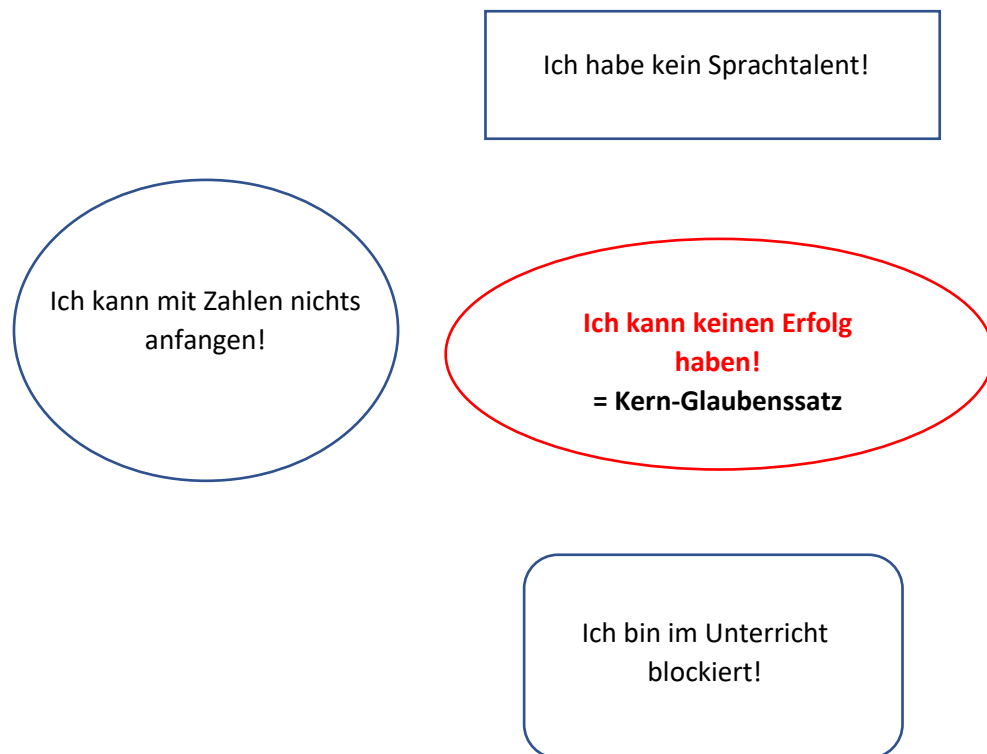 Ich habe kein Sprachtalent!
Ich kann mit Zahlen nichts
anfangen!
Ich kann keinen Erfolg
haben!
= Kern-Glaubenssatz
Ich bin im Unterricht
blockiert!